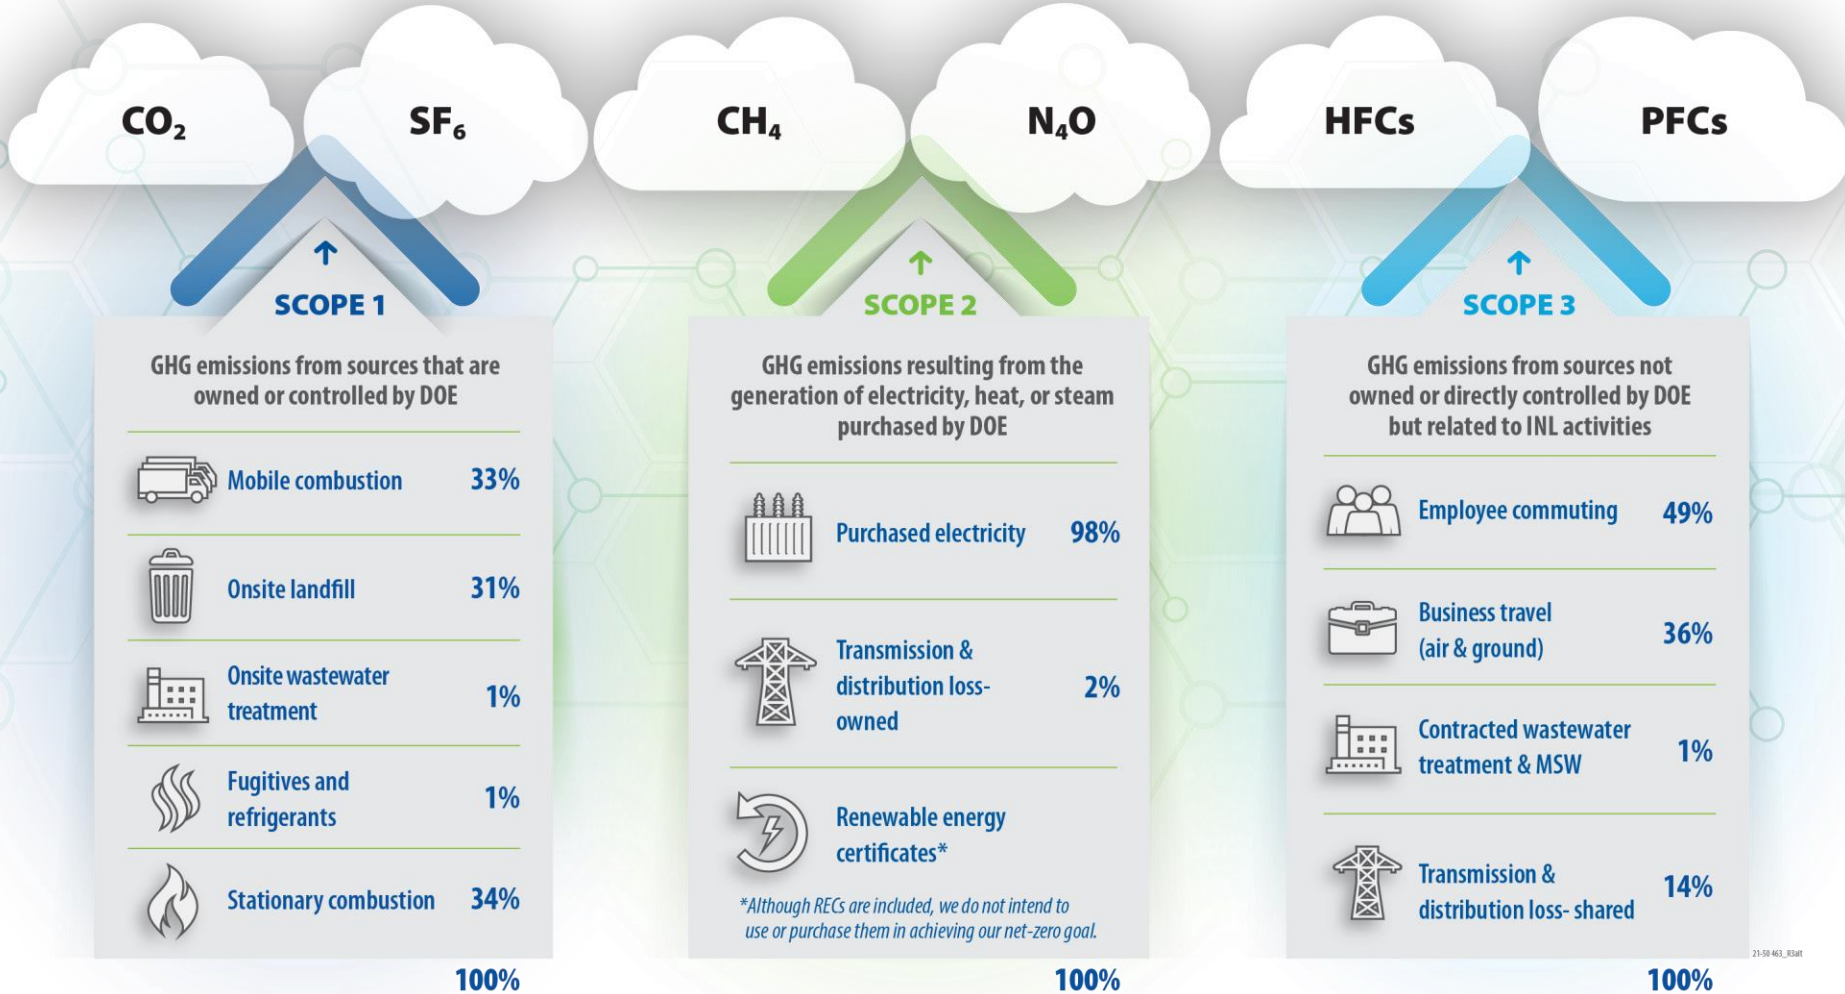 CO₂
SF₆
CH₄
N₄O
HFCs
PFCs
SCOPE 1
GHG emissions from sources that are
owned or controlled by DOE
Mobile combustion 33%
Onsite landfill 31%
Onsite wastewater
treatment 1%
Fugitives and
refrigerants 1%
Stationary combustion 34%
100%
SCOPE 2
GHG emissions resulting from the
generation of electricity, heat, or steam
purchased by DOE
Purchased electricity 98%
Transmission &
distribution loss-
owned 2%
Renewable energy
certificates*
*Although RECs are included, we do not intend to
use or purchase them in achieving our net-zero goal.
100%
SCOPE 3
GHG emissions from sources not
owned or directly controlled by DOE
but related to INL activities
Employee commuting 49%
Business travel
(air & ground) 36%
Contracted wastewater
treatment & MSW 1%
Transmission &
distribution loss- shared 14%
21-50463_R3alt
100%